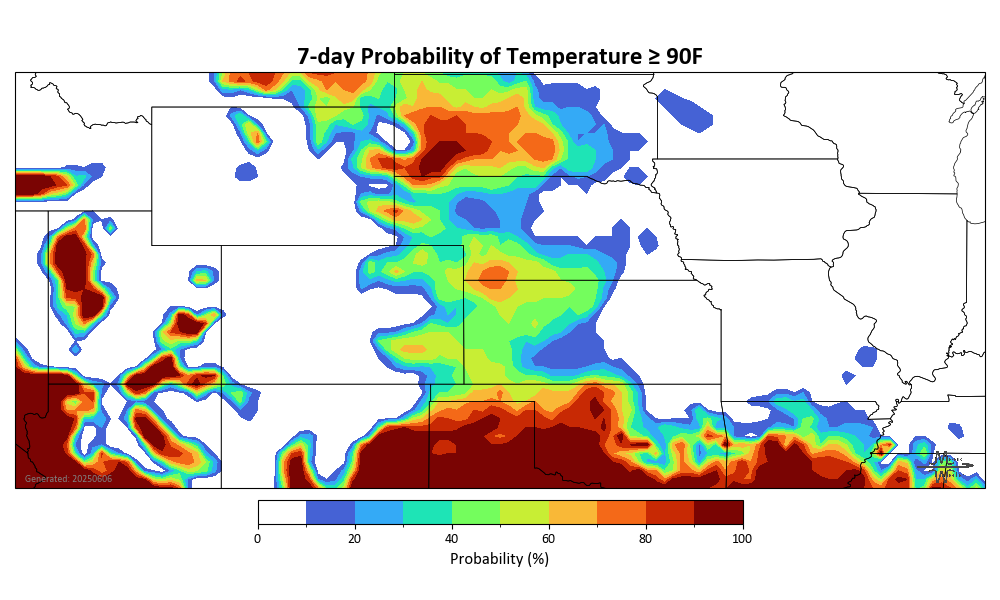 7-day Probability of Temperature ≥ 90F
Generated: 20250606
0 20 40 60 80 100
Probability (%)